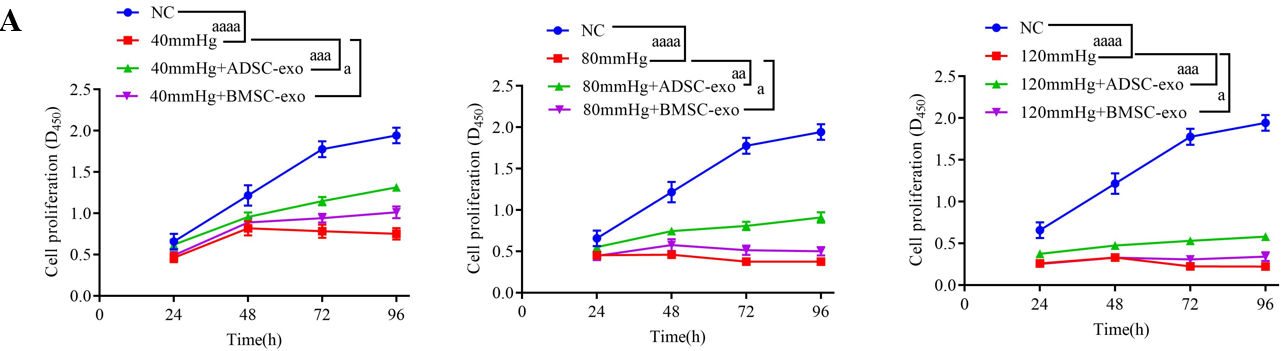 A
NC
40mmHg
40mmHg+ADSC-exo
40mmHg+BMSC-exo
aaaa
aaa
a
Cell proliferation (D450)
2.5
2.0
1.5
1.0
0.5
0.0
0
24
48
72
96
Time(h)
NC
80mmHg
80mmHg+ADSC-exo
80mmHg+BMSC-exo
aaaa
aa
a
Cell proliferation (D450)
2.5
2.0
1.5
1.0
0.5
0.0
0
24
48
72
96
Time(h)
NC
120mmHg
120mmHg+ADSC-exo
120mmHg+BMSC-exo
aaaa
aaa
a
Cell proliferation (D450)
2.5
2.0
1.5
1.0
0.5
0.0
0
24
48
72
96
Time(h)